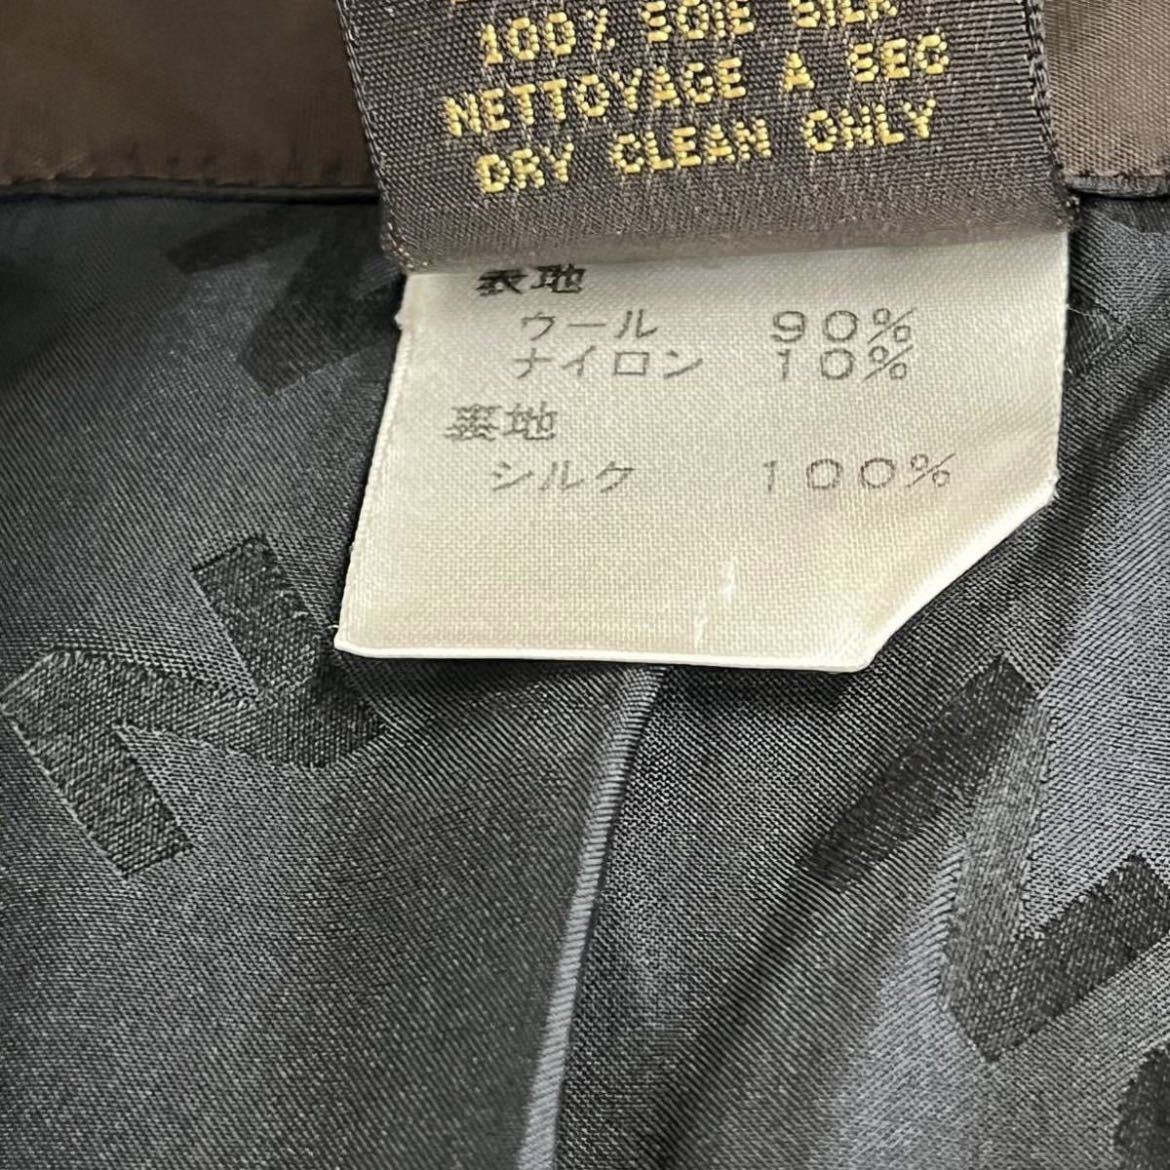 100% SOIE SILK
NETTOYAGE A SEC
DRY CLEAN ONLY
表地
ウール 90%
ナイロン 10%
裏地
シルク 100%